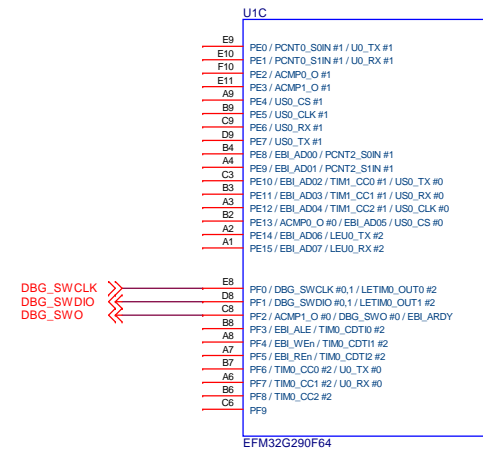 U1C
E9 PE0 / PCNT0_S0IN #1 / U0_TX #1
E10 PE1 / PCNT0_S1IN #1 / U0_RX #1
F10 PE2 / ACMP0_O #1
E11 PE3 / ACMP1_O #1
A9 PE4 / US0_CS #1
B9 PE5 / US0_CLK #1
C9 PE6 / US0_RX #1
D9 PE7 / US0_TX #1
B4 PE8 / EBI_AD00 / PCNT2_S0IN #1
A4 PE9 / EBI_AD01 / PCNT2_S1IN #1
C3 PE10 / EBI_AD02 / TIM1_CC0 #1 / US0_TX #0
B3 PE11 / EBI_AD03 / TIM1_CC1 #1 / US0_RX #0
A3 PE12 / EBI_AD04 / TIM1_CC2 #1 / US0_CLK #0
B2 PE13 / ACMP0_O #0 / EBI_AD05 / US0_CS #0
A2 PE14 / EBI_AD06 / LEU0_TX #2
A1 PE15 / EBI_AD07 / LEU0_RX #2
DBG_SWCLK E8 PF0 / DBG_SWCLK #0,1 / LETIM0_OUT0 #2
DBG_SWDIO D8 PF1 / DBG_SWDIO #0,1 / LETIM0_OUT1 #2
DBG_SWO C8 PF2 / ACMP1_O #0 / DBG_SWO #0 / EBI_ARDY
B8 PF3 / EBI_ALE / TIM0_CDTI0 #2
A8 PF4 / EBI_WEn / TIM0_CDTI1 #2
A7 PF5 / EBI_REn / TIM0_CDTI2 #2
B7 PF6 / TIM0_CC0 #2 / U0_TX #0
A6 PF7 / TIM0_CC1 #2 / U0_RX #0
B6 PF8 / TIM0_CC2 #2
C6 PF9
EFM32G290F64